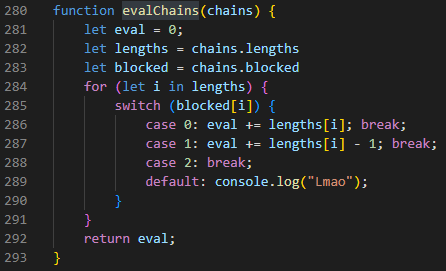 280 function evalChains(chains) {
281     let eval = 0;
282     let lengths = chains.lengths
283     let blocked = chains.blocked
284     for (let i in lengths) {
285         switch (blocked[i]) {
286             case 0: eval += lengths[i]; break;
287             case 1: eval += lengths[i] - 1; break;
288             case 2: break;
289             default: console.log("Lmao");
290         }
291     }
292     return eval;
293 }